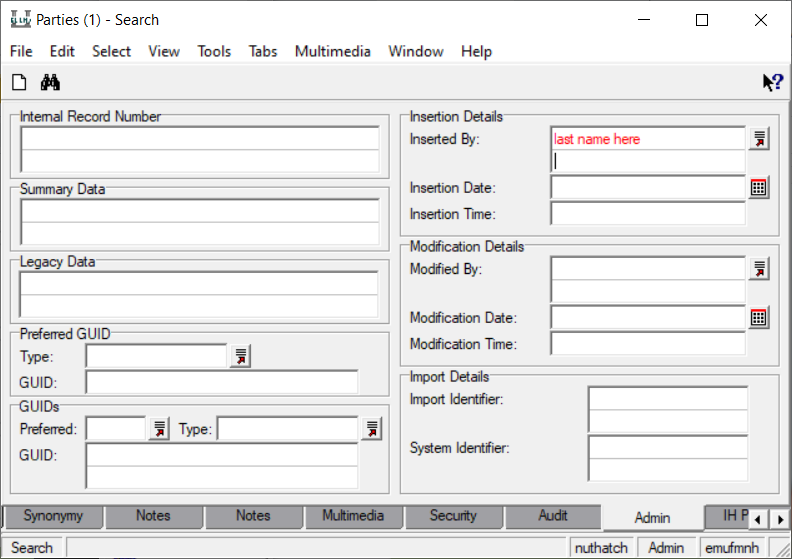 Parties (1) - Search
File Edit Select View Tools Tabs Multimedia Window Help
Internal Record Number
Summary Data
Legacy Data
Preferred GUID
Type:
GUID:
GUIDs
Preferred: Type:
GUID:
Insertion Details
Inserted By: last name here
Insertion Date:
Insertion Time:
Modification Details
Modified By:
Modification Date:
Modification Time:
Import Details
Import Identifier:
System Identifier:
Synonymy Notes Notes Multimedia Security Audit Admin IH P
Search nuthatch Admin emufmnh